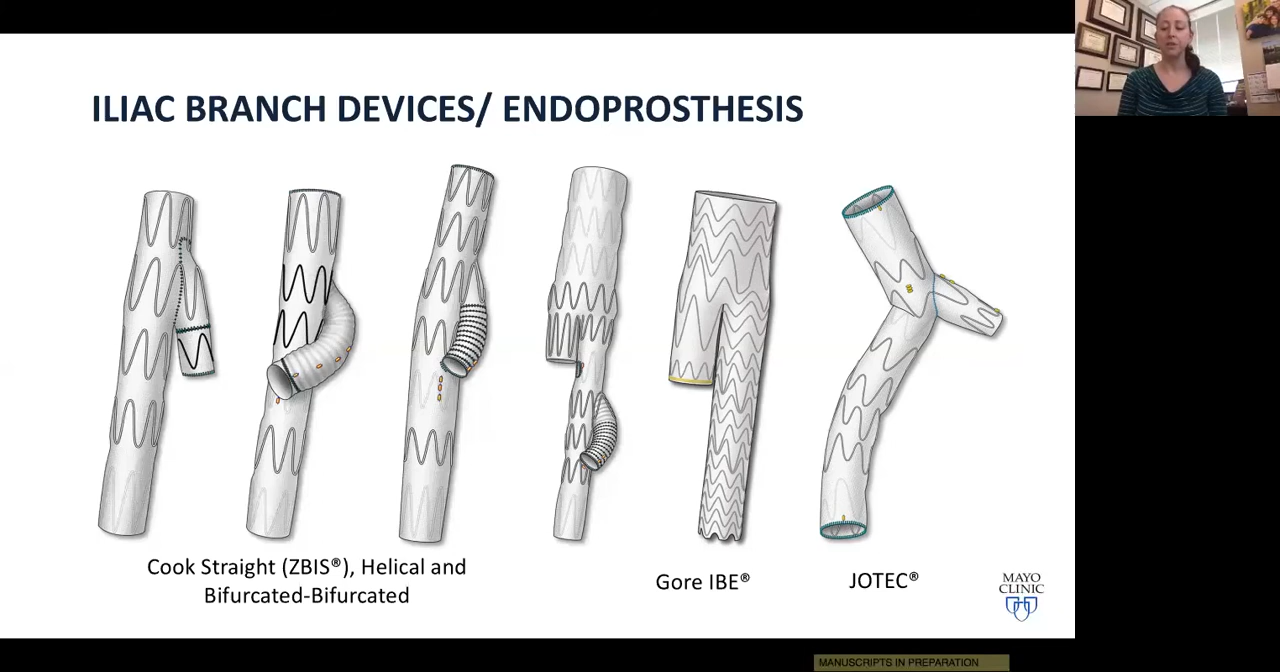 ILIAC BRANCH DEVICES/ ENDOPROSTHESIS
Cook Straight (ZBIS®), Helical and
Bifurcated-Bifurcated
Gore IBE®
JOTEC®
MAYO
CLINIC
MANUSCRIPTS IN PREPARATION